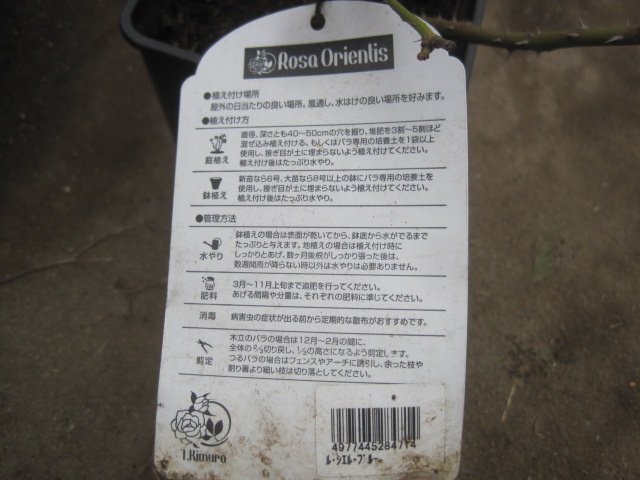 Rosa Orientis
●植え付け場所
屋外の日当たりの良い場所。風通し、水はけの良い場所を好みます。
●植え付け方
庭植え
直径、深さとも40～50cmの穴を掘り、堆肥を3割～5割ほど
混ぜ込み植え付ける。もしくはバラ専用の培養土を1袋以上
使用し、接ぎ目が土に埋まらないよう植え付けてください。
植え付け後はたっぷり水やり。
鉢植え
新苗なら6号、大苗なら8号以上の鉢にバラ専用の培養土を
使用し、接ぎ目が土に埋まらないように植え付けてください。
植え付け後はたっぷり水やり。
●管理方法
水やり
鉢植えの場合は表面が乾いてから、鉢底から水がでるまで
たっぷりと与えます。地植えの場合は植え付け時に
しっかりとあげ、数ヶ月後根がしっかり張った後は、
数週間雨が降らない時以外は水やりは必要ありません。
肥料
3月～11月上旬まで追肥を行ってください。
あげる間隔や分量は、それぞれの肥料に準じてください。
消毒
病害虫の症状が出る前から定期的な散布がおすすめです。
剪定
木立のバラの場合は12月～2月の間に、
全体の2/3切り戻し、1/3の高さになるよう剪定します。
つるバラの場合はフェンスやアーチに誘引し、余った枝や
割り箸より細い枝は切り落としてください。
T.Kimura
4977445284714
ル・シエル・ブルー